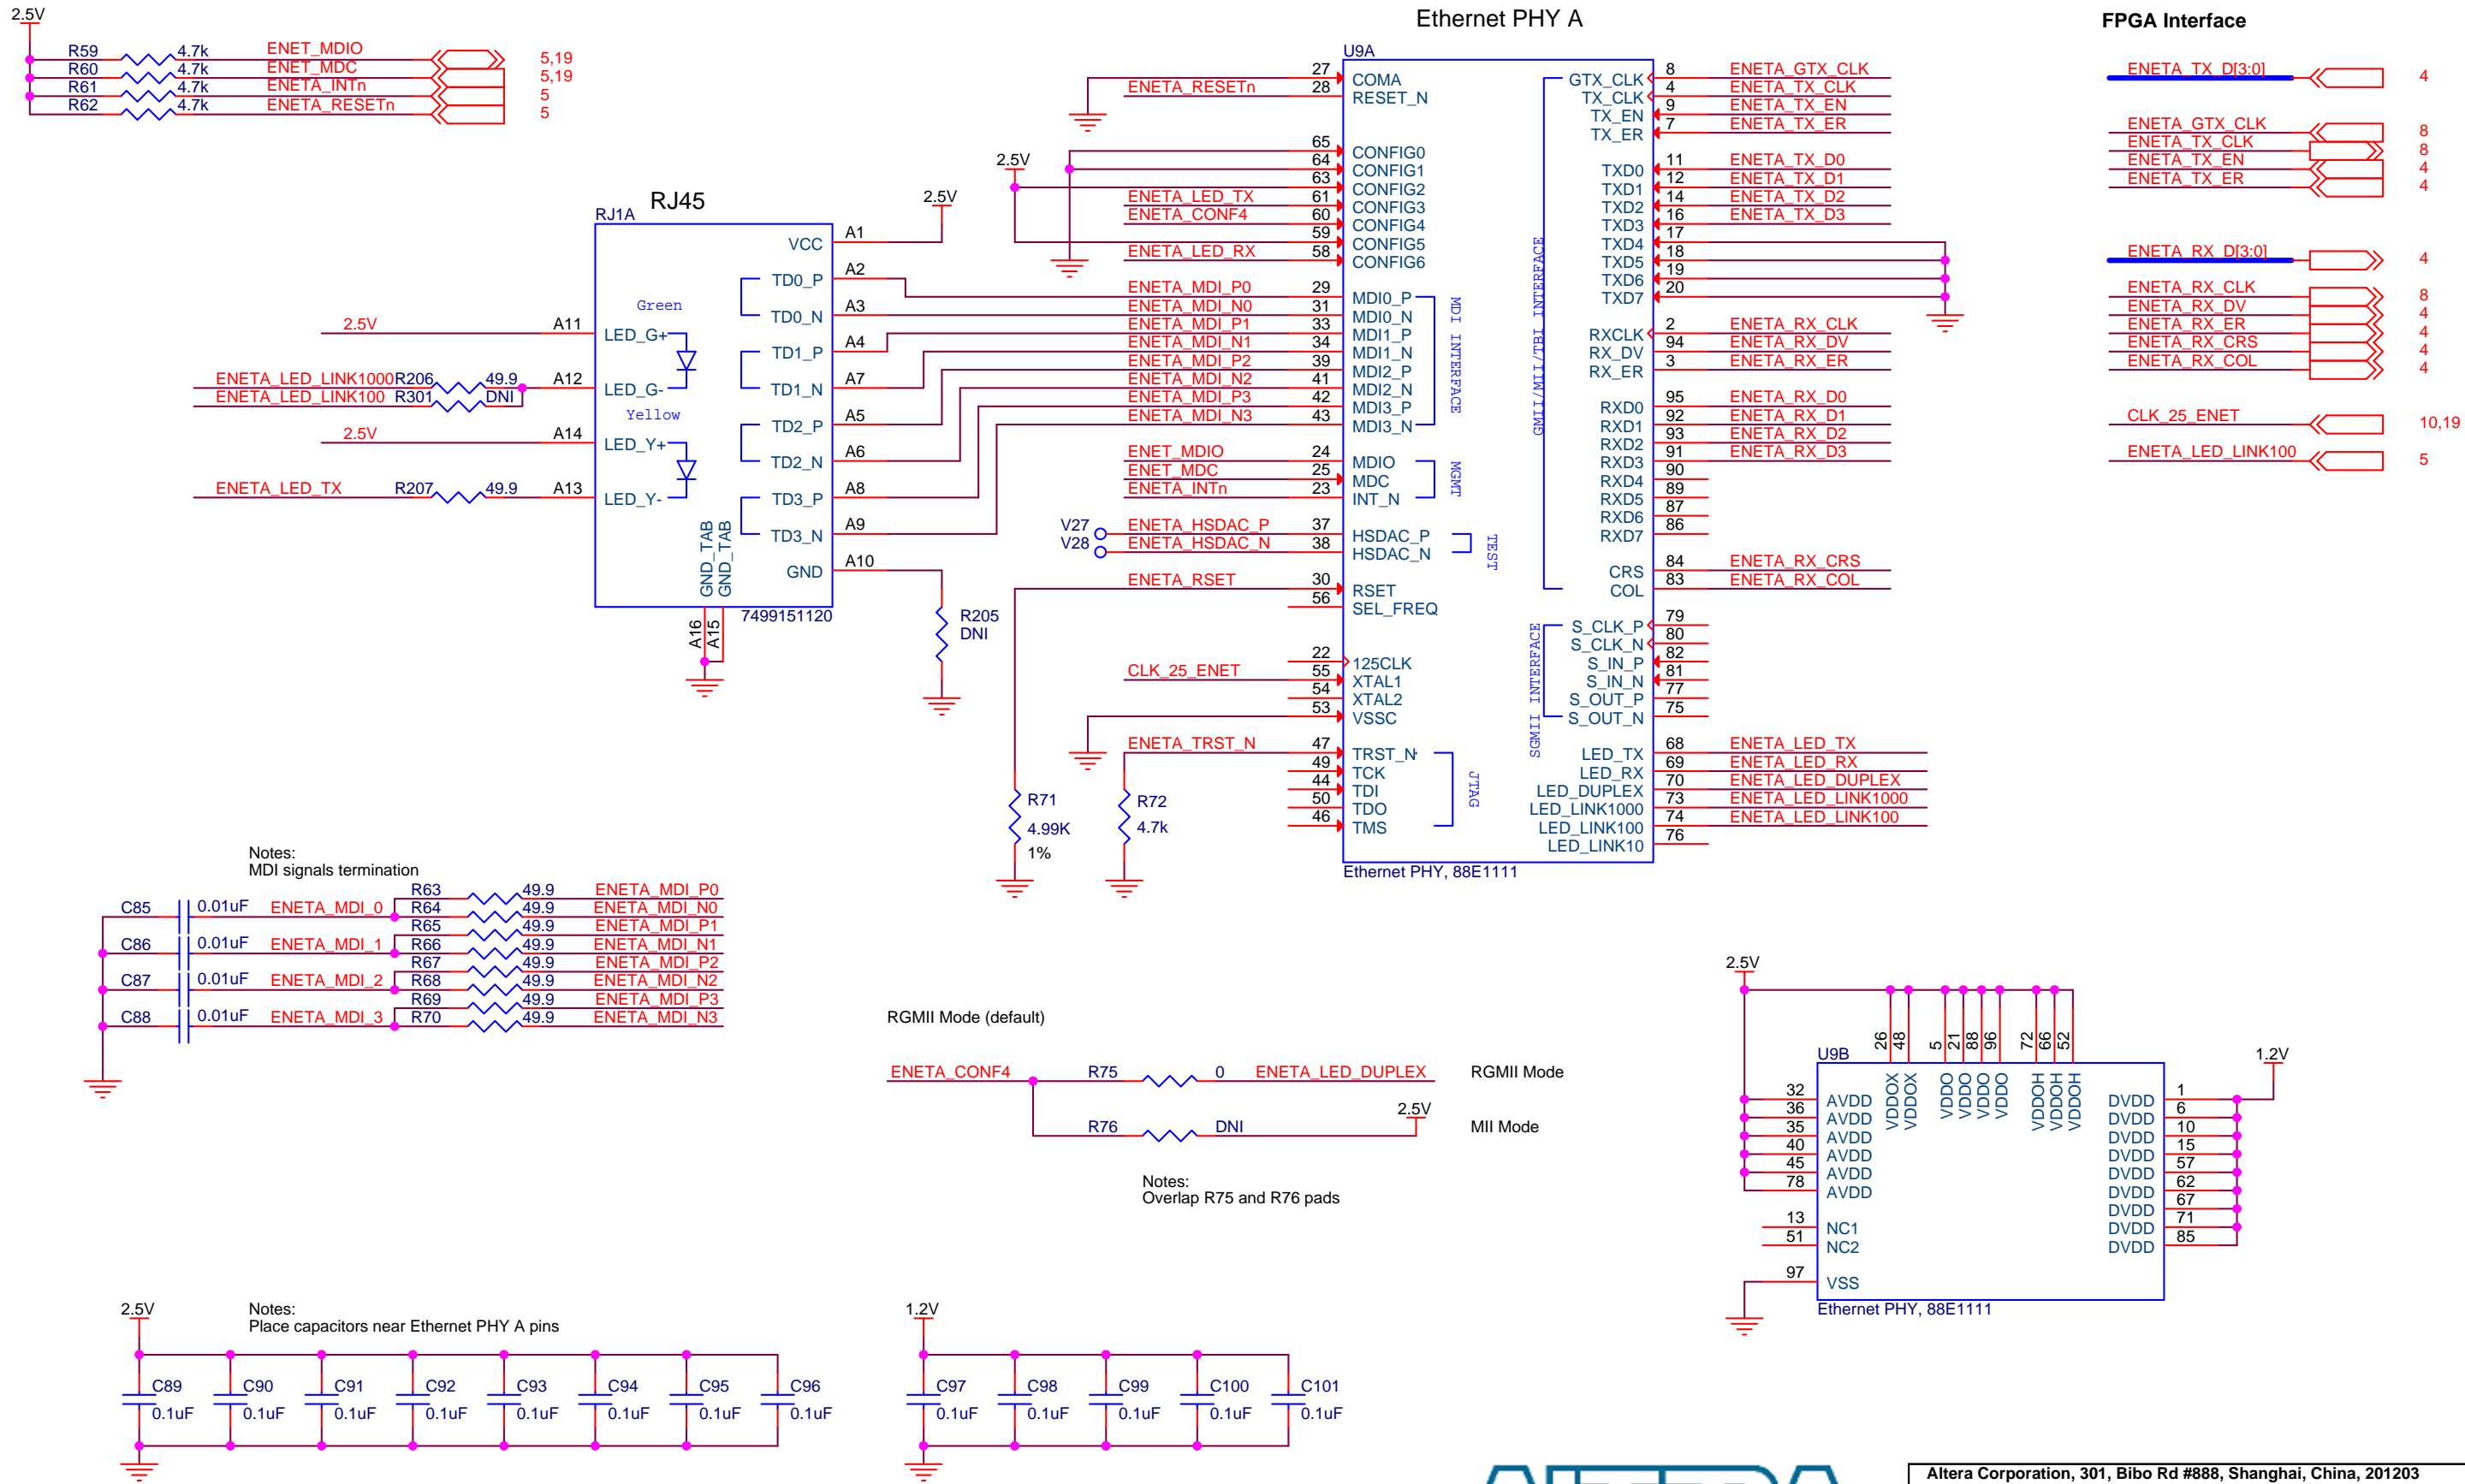 Ethernet PHY A
FPGA Interface
2.5V
R59 4.7k ENET_MDIO 5,19
R60 4.7k ENET_MDC 5,19
R61 4.7k ENETA_INTn 5
R62 4.7k ENETA_RESETn 5
RJ45
RJ1A
2.5V
VCC A1
TD0_P A2
TD0_N A3
TD1_P A4
TD1_N A7
TD2_P A5
TD2_N A6
TD3_P A8
TD3_N A9
GND A10
Green
2.5V A11 LED_G+
ENETA_LED_LINK1000 R206 49.9 A12 LED_G-
ENETA_LED_LINK100 R301 DNI
Yellow
2.5V A14 LED_Y+
ENETA_LED_TX R207 49.9 A13 LED_Y-
GND_TAB
GND_TAB
A16
A15
7499151120
R205
DNI
U9A
27 COMA
ENETA_RESETn 28 RESET_N
2.5V
65 CONFIG0
64 CONFIG1
63 CONFIG2
ENETA_LED_TX 61 CONFIG3
ENETA_CONF4 60 CONFIG4
59 CONFIG5
ENETA_LED_RX 58 CONFIG6
ENETA_MDI_P0 29 MDI0_P
ENETA_MDI_N0 31 MDI0_N
ENETA_MDI_P1 33 MDI1_P
ENETA_MDI_N1 34 MDI1_N
ENETA_MDI_P2 39 MDI2_P
ENETA_MDI_N2 41 MDI2_N
ENETA_MDI_P3 42 MDI3_P
ENETA_MDI_N3 43 MDI3_N
MDI INTERFACE
ENET_MDIO 24 MDIO
ENET_MDC 25 MDC
ENETA_INTn 23 INT_N
MGMT
V27 ENETA_HSDAC_P 37 HSDAC_P
V28 ENETA_HSDAC_N 38 HSDAC_N
TEST
ENETA_RSET 30 RSET
56 SEL_FREQ
22 125CLK
CLK_25_ENET 55 XTAL1
54 XTAL2
53 VSSC
ENETA_TRST_N 47 TRST_N
49 TCK
44 TDI
50 TDO
46 TMS
JTAG
R71
4.99K
1%
R72
4.7k
GTX_CLK 8 ENETA_GTX_CLK
TX_CLK 4 ENETA_TX_CLK
TX_EN 9 ENETA_TX_EN
TX_ER 7 ENETA_TX_ER
TXD0 11 ENETA_TX_D0
TXD1 12 ENETA_TX_D1
TXD2 14 ENETA_TX_D2
TXD3 16 ENETA_TX_D3
TXD4 17
TXD5 18
TXD6 19
TXD7 20
RXCLK 2 ENETA_RX_CLK
RX_DV 94 ENETA_RX_DV
RX_ER 3 ENETA_RX_ER
RXD0 95 ENETA_RX_D0
RXD1 92 ENETA_RX_D1
RXD2 93 ENETA_RX_D2
RXD3 91 ENETA_RX_D3
RXD4 90
RXD5 89
RXD6 87
RXD7 86
CRS 84 ENETA_RX_CRS
COL 83 ENETA_RX_COL
GMII/MII/TBI INTERFACE
S_CLK_P 79
S_CLK_N 80
S_IN_P 82
S_IN_N 81
S_OUT_P 77
S_OUT_N 75
SGMII INTERFACE
LED_TX 68 ENETA_LED_TX
LED_RX 69 ENETA_LED_RX
LED_DUPLEX 70 ENETA_LED_DUPLEX
LED_LINK1000 73 ENETA_LED_LINK1000
LED_LINK100 74 ENETA_LED_LINK100
LED_LINK10 76
Ethernet PHY, 88E1111
ENETA_TX_D[3:0] 4
ENETA_GTX_CLK 8
ENETA_TX_CLK 8
ENETA_TX_EN 4
ENETA_TX_ER 4
ENETA_RX_D[3:0] 4
ENETA_RX_CLK 8
ENETA_RX_DV 4
ENETA_RX_ER 4
ENETA_RX_CRS 4
ENETA_RX_COL 4
CLK_25_ENET 10,19
ENETA_LED_LINK100 5
Notes:
MDI signals termination
R63 49.9 ENETA_MDI_P0
C85 0.01uF ENETA_MDI_0 R64 49.9 ENETA_MDI_N0
R65 49.9 ENETA_MDI_P1
C86 0.01uF ENETA_MDI_1 R66 49.9 ENETA_MDI_N1
R67 49.9 ENETA_MDI_P2
C87 0.01uF ENETA_MDI_2 R68 49.9 ENETA_MDI_N2
R69 49.9 ENETA_MDI_P3
C88 0.01uF ENETA_MDI_3 R70 49.9 ENETA_MDI_N3
RGMII Mode (default)
ENETA_CONF4 R75 0 ENETA_LED_DUPLEX RGMII Mode
R76 DNI 2.5V MII Mode
Notes:
Overlap R75 and R76 pads
2.5V
U9B
26 48 5 21 88 96 72 66 52
VDDOX VDDOX VDDO VDDO VDDO VDDO VDDOH VDDOH VDDOH
1.2V
32 AVDD
36 AVDD
35 AVDD
40 AVDD
45 AVDD
78 AVDD
13 NC1
51 NC2
97 VSS
DVDD 1
DVDD 6
DVDD 10
DVDD 15
DVDD 57
DVDD 62
DVDD 67
DVDD 71
DVDD 85
Ethernet PHY, 88E1111
2.5V
Notes:
Place capacitors near Ethernet PHY A pins
C89 C90 C91 C92 C93 C94 C95 C96
0.1uF 0.1uF 0.1uF 0.1uF 0.1uF 0.1uF 0.1uF 0.1uF
1.2V
C97 C98 C99 C100 C101
0.1uF 0.1uF 0.1uF 0.1uF 0.1uF
ALTERA
Altera Corporation, 301, Bibo Rd #888, Shanghai, China, 201203